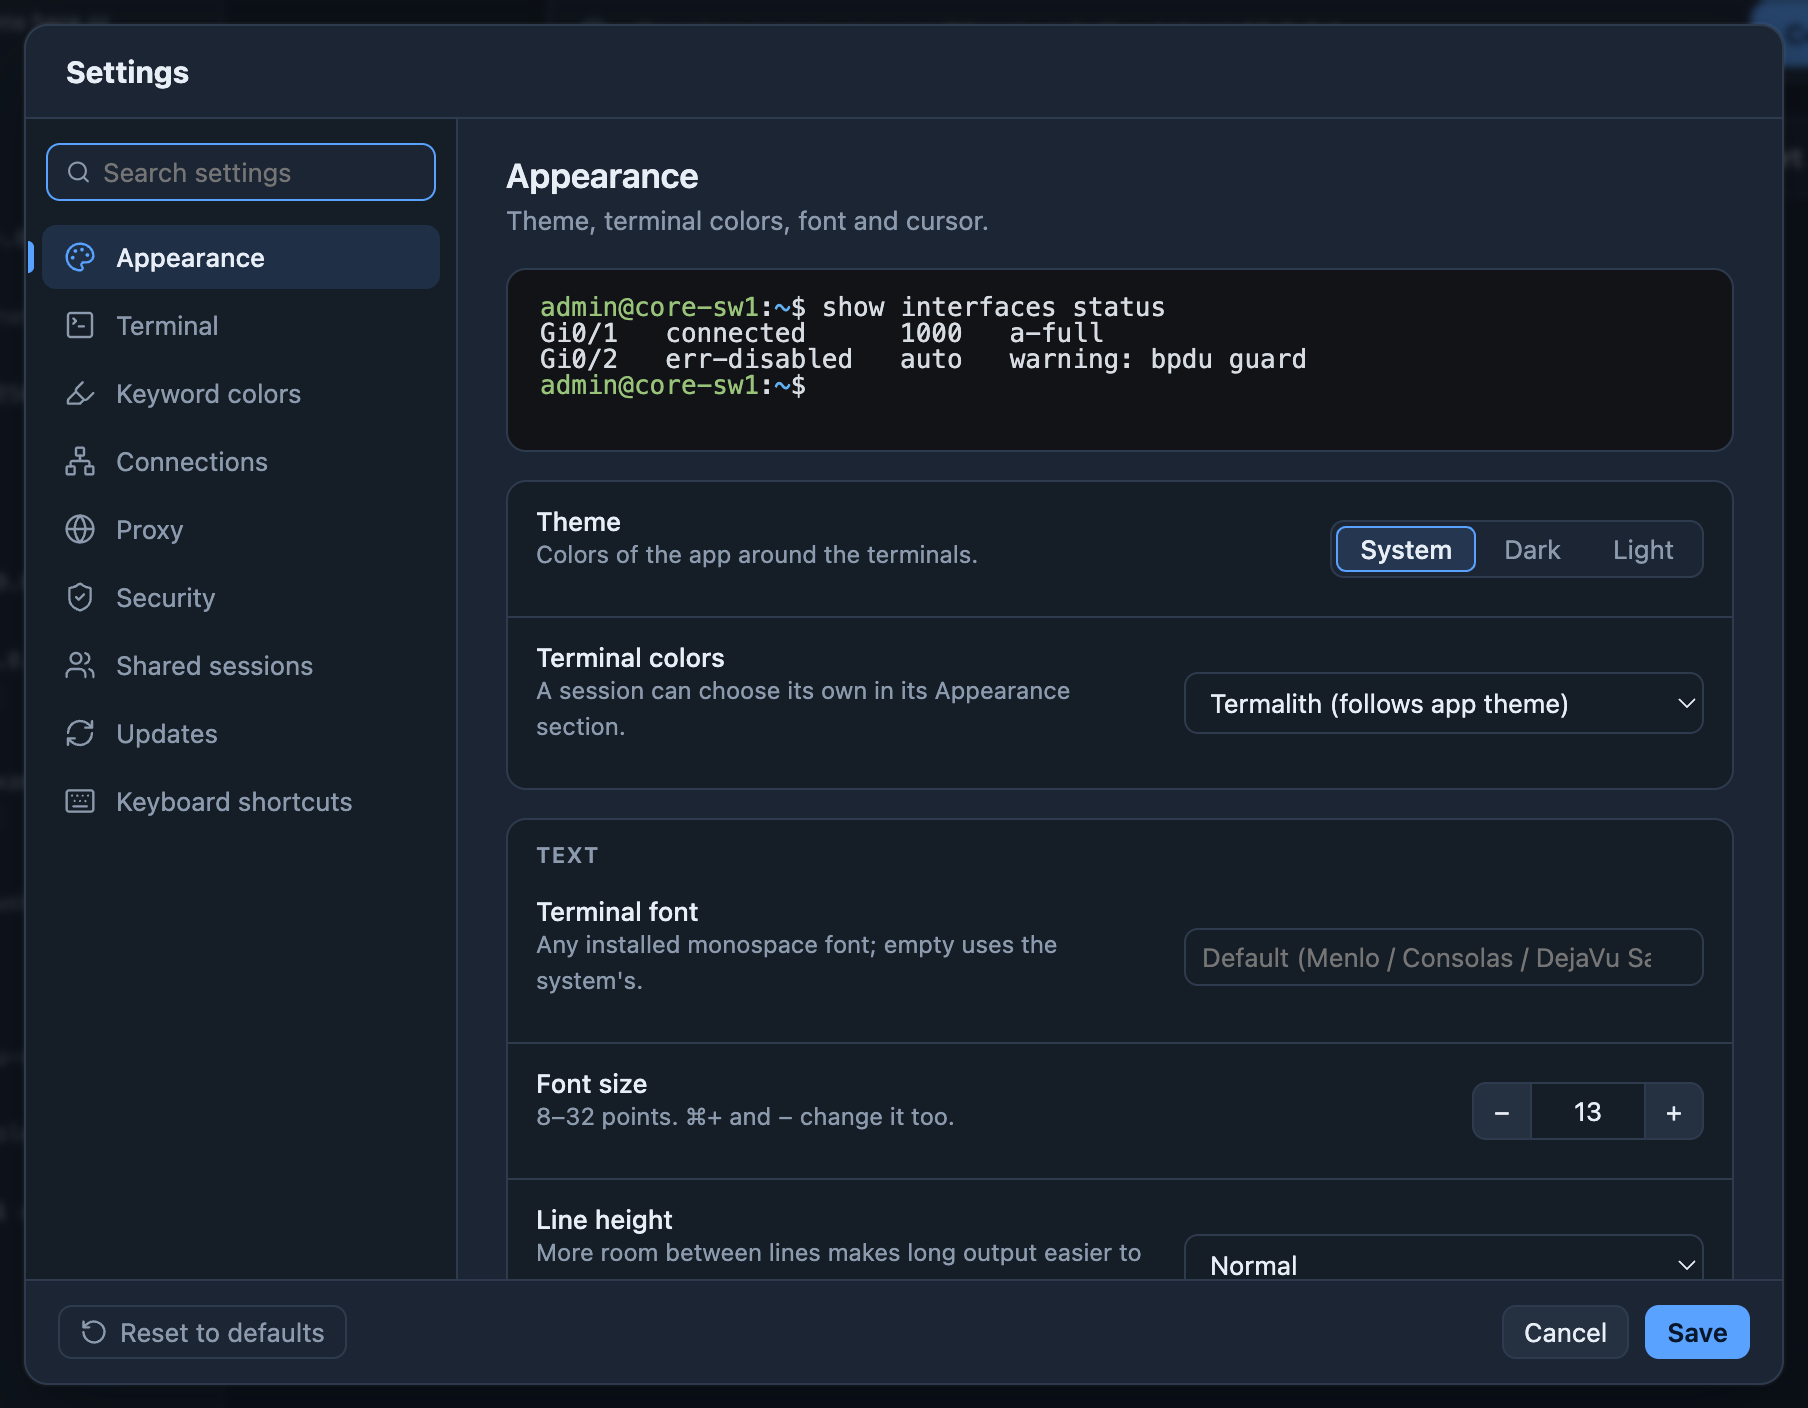 Settings
Search settings
Appearance
Terminal
Keyword colors
Connections
Proxy
Security
Shared sessions
Updates
Keyboard shortcuts
Appearance
Theme, terminal colors, font and cursor.
admin@core-sw1:~$ show interfaces status
Gi0/1   connected      1000   a-full
Gi0/2   err-disabled   auto   warning: bpdu guard
admin@core-sw1:~$
Theme
Colors of the app around the terminals.
System Dark Light
Terminal colors
A session can choose its own in its Appearance
section.
Termalith (follows app theme)
TEXT
Terminal font
Any installed monospace font; empty uses the
system's.
Default (Menlo / Consolas / DejaVu Sa
Font size
8–32 points. ⌘+ and – change it too.
− 13 +
Line height
More room between lines makes long output easier to
Normal
Reset to defaults
Cancel
Save